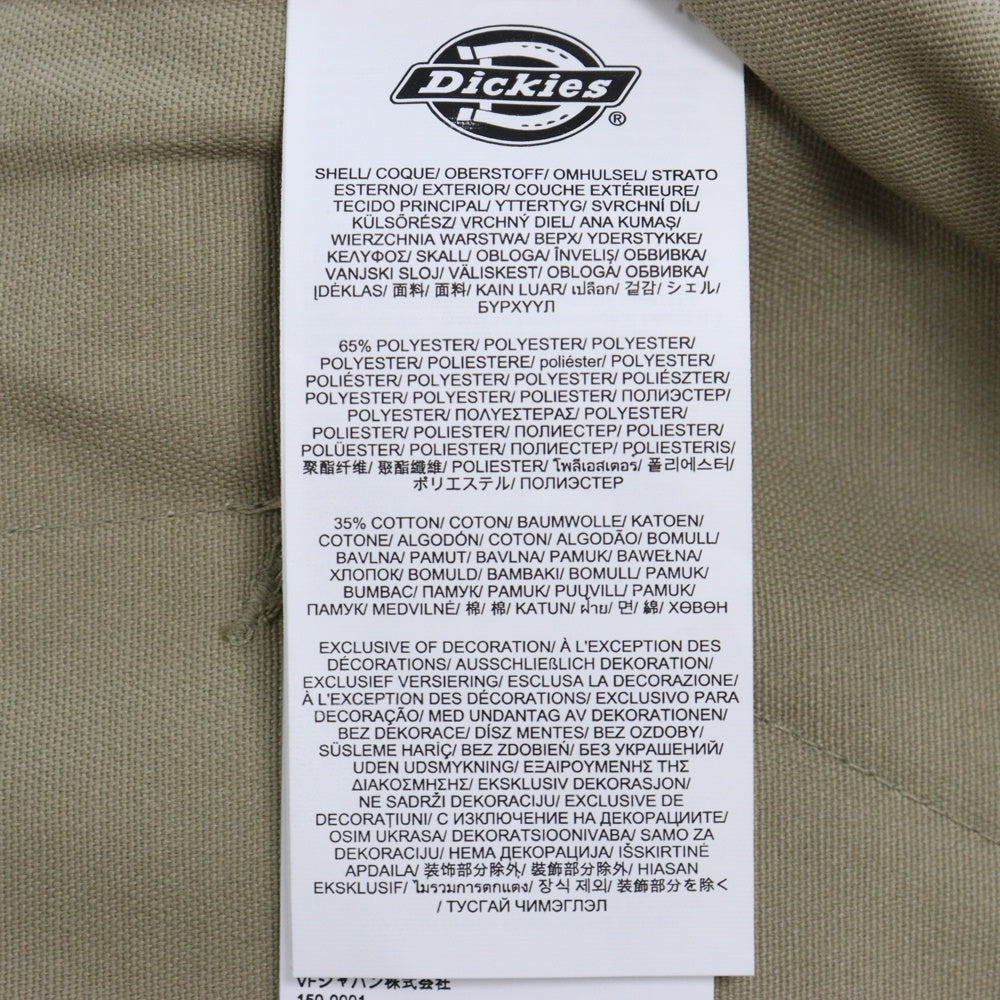 Dickies®
SHELL/ COQUE/ OBERSTOFF/ OMHULSEL/ STRATO
ESTERNO/ EXTERIOR/ COUCHE EXTÉRIEURE/
TECIDO PRINCIPAL/ YTTERTYG/ SVRCHNÍ DÍL/
KÜLSŐRÉSZ/ VRCHNÝ DIEL/ ANA KUMAŞ/
WIERZCHNIA WARSTWA/ ВЕРХ/ YDERSTYKKE/
ΚΕΛΥΦΟΣ/ SKALL/ OBLOGA/ ÎNVELIŞ/ ОБВИВКА/
VANJSKI SLOJ/ VÄLISKEST/ OBLOGA/ ОБВИВКА/
ĮDĖKLAS/ 面料/ 面料/ KAIN LUAR/ เปลือก/ 겉감/ シェル/
БУРХУУЛ
65% POLYESTER/ POLYESTER/ POLYESTER/
POLYESTER/ POLIESTERE/ poliéster/ POLYESTER/
POLIÉSTER/ POLYESTER/ POLYESTER/ POLIÉSZTER/
POLYESTER/ POLYESTER/ POLIESTER/ ПОЛИЭСТЕР/
POLYESTER/ ΠΟΛΥΕΣΤΕΡΑΣ/ POLYESTER/
POLIESTER/ POLIESTER/ ПОЛИЕСТЕР/ POLIESTER/
POLÜESTER/ POLIESTER/ ПОЛИЕСТЕР/ POLIESTERIS/
聚酯纤维/ 聚酯纖維/ POLIESTER/ โพลีเอสเตอร์/ 폴리에스터/
ポリエステル/ ПОЛИЭСТЕР
35% COTTON/ COTON/ BAUMWOLLE/ KATOEN/
COTONE/ ALGODÓN/ COTON/ ALGODÃO/ BOMULL/
BAVLNA/ PAMUT/ BAVLNA/ PAMUK/ BAWEŁNA/
ХЛОПОК/ BOMULD/ BAMBAKI/ BOMULL/ PAMUK/
BUMBAC/ ПАМУК/ PAMUK/ PUUVILL/ PAMUK/
ПАМУК/ MEDVILNĖ/ 棉/ 棉/ KATUN/ ฝ้าย/ 면/ 綿/ ХӨВӨН
EXCLUSIVE OF DECORATION/ À L'EXCEPTION DES
DÉCORATIONS/ AUSSCHLIEßLICH DEKORATION/
EXCLUSIEF VERSIERING/ ESCLUSA LA DECORAZIONE/
À L'EXCEPTION DES DÉCORATIONS/ EXCLUSIVO PARA
DECORAÇÃO/ MED UNDANTAG AV DEKORATIONEN/
BEZ DEKORACE/ DÍSZ MENTES/ BEZ OZDOBY/
SÜSLEME HARİÇ/ BEZ ZDOBIEŃ/ БЕЗ УКРАШЕНИЙ/
UDEN UDSMYKNING/ ΕΞΑΙΡΟΥΜΕΝΗΣ ΤΗΣ
ΔΙΑΚΟΣΜΗΣΗΣ/ EKSKLUSIV DEKORASJON/
NE SADRŽI DEKORACIJU/ EXCLUSIVE DE
DECORAŢIUNI/ С ИЗКЛЮЧЕНИЕ НА ДЕКОРАЦИИТЕ/
OSIM UKRASA/ DEKORATSIOONIVABA/ SAMO ZA
DEKORACIJU/ НЕМА ДЕКОРАЦИЈА/ IŠSKIRTINĖ
APDAILA/ 装饰部分除外/ 裝飾部分除外/ HIASAN
EKSKLUSIF/ ไม่รวมการตกแต่ง/ 장식 제외/ 装飾部分を除く
/ ТУСГАЙ ЧИМЭГЛЭЛ
VFジャパン株式会社
150-0001